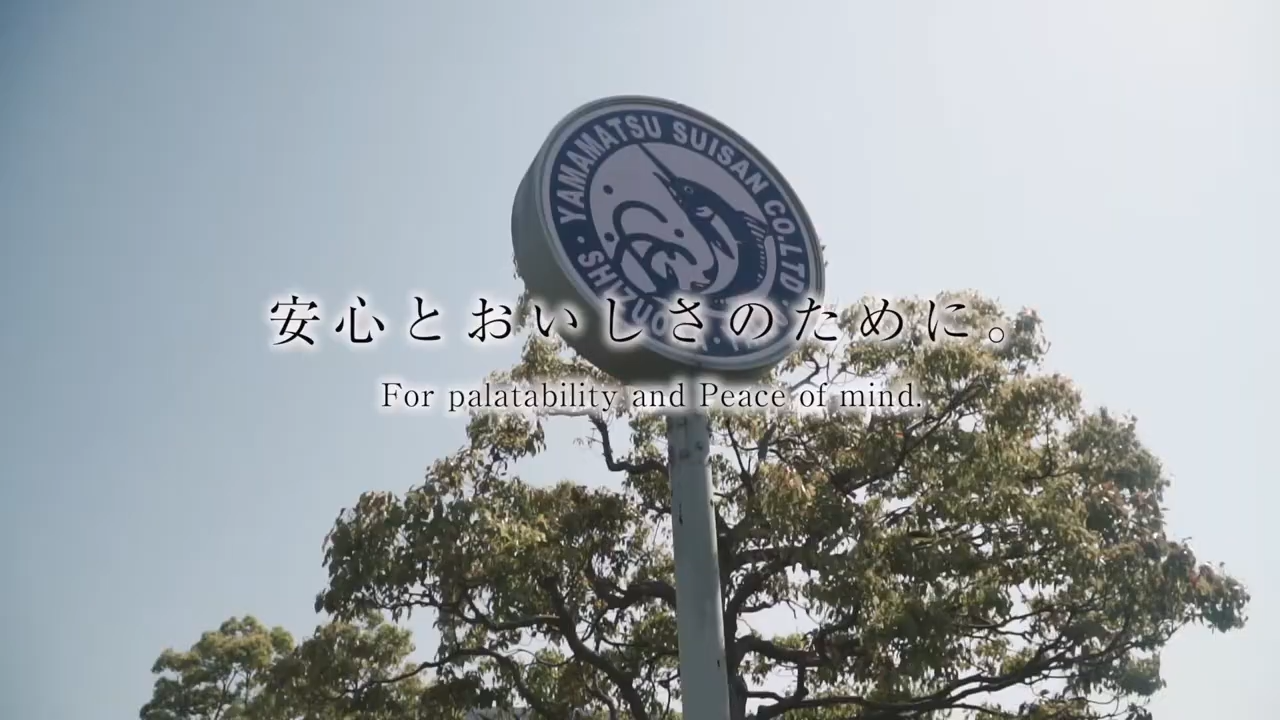 YAMAMATSU SUISAN CO.LTD.
安心とおいしさのために。
For palatability and Peace of mind.